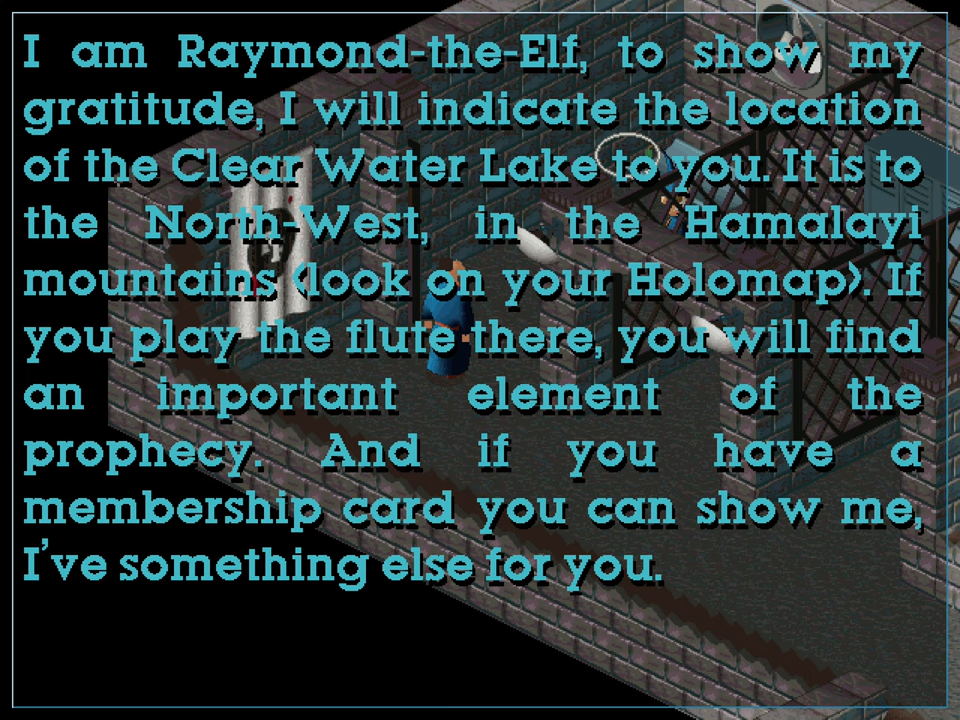 I am Raymond-the-Elf, to show my
gratitude, I will indicate the location
of the Clear Water Lake to you. It is to
the North-West, in the Hamalayi
mountains (look on your Holomap). If
you play the flute there, you will find
an important element of the
prophecy. And if you have a
membership card you can show me,
I've something else for you.